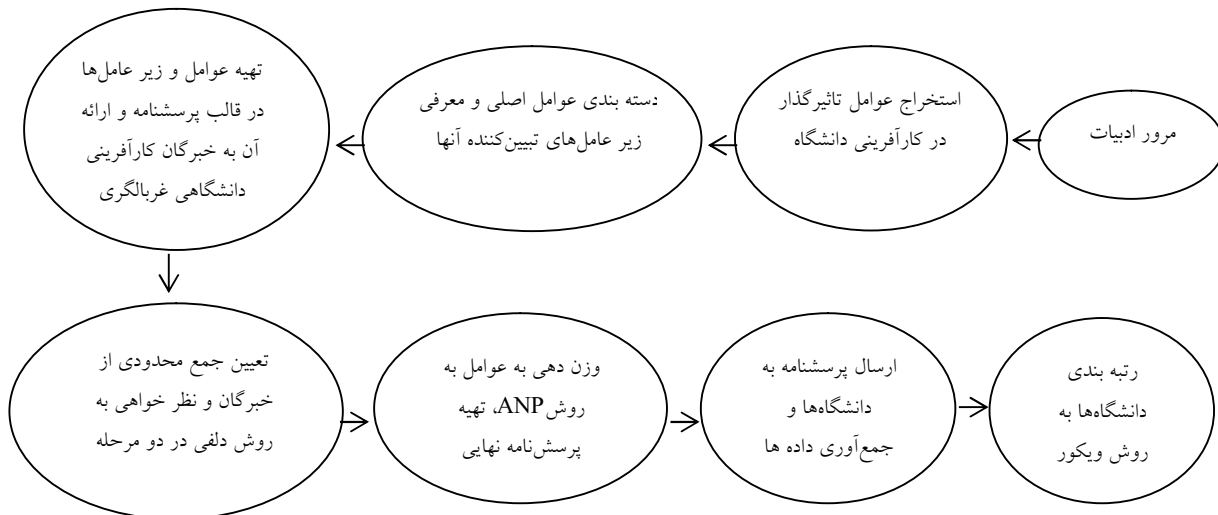 مرور ادبیات
استخراج عوامل تاثیرگذار
در کارآفرینی دانشگاه
دسته بندی عوامل اصلی و معرفی
زیر عامل‌های تبیین‌کننده آنها
تهیه عوامل و زیر عامل‌ها
در قالب پرسشنامه و ارائه
آن به خبرگان کارآفرینی
دانشگاهی غربالگری
تعیین جمع محدودی از
خبرگان و نظر خواهی به
روش دلفی در دو مرحله
وزن دهی به عوامل به
روش ANP، تهیه
پرسش‌نامه نهایی
ارسال پرسشنامه به
دانشگاه‌ها و
جمع‌آوری داده ها
رتبه بندی
دانشگاه‌ها به
روش ویکور